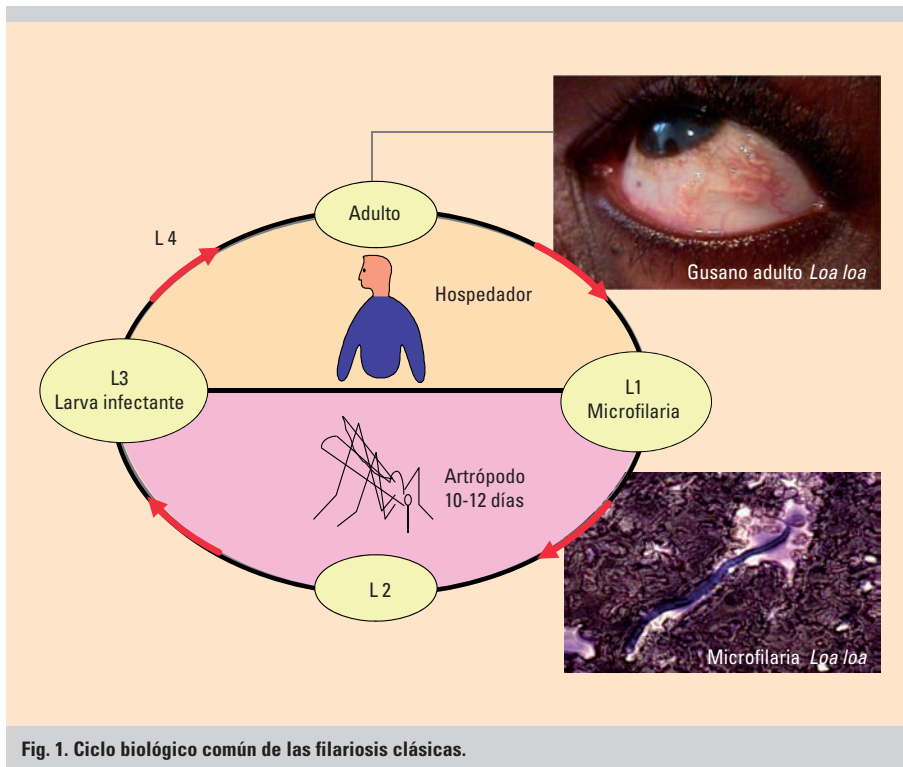 Adulto
L 4
Gusano adulto Loa loa
Hospedador
L3
Larva infectante
L1
Microfilaria
Artrópodo
10-12 días
L 2
Microfilaria Loa loa
Fig. 1. Ciclo biológico común de las filariosis clásicas.